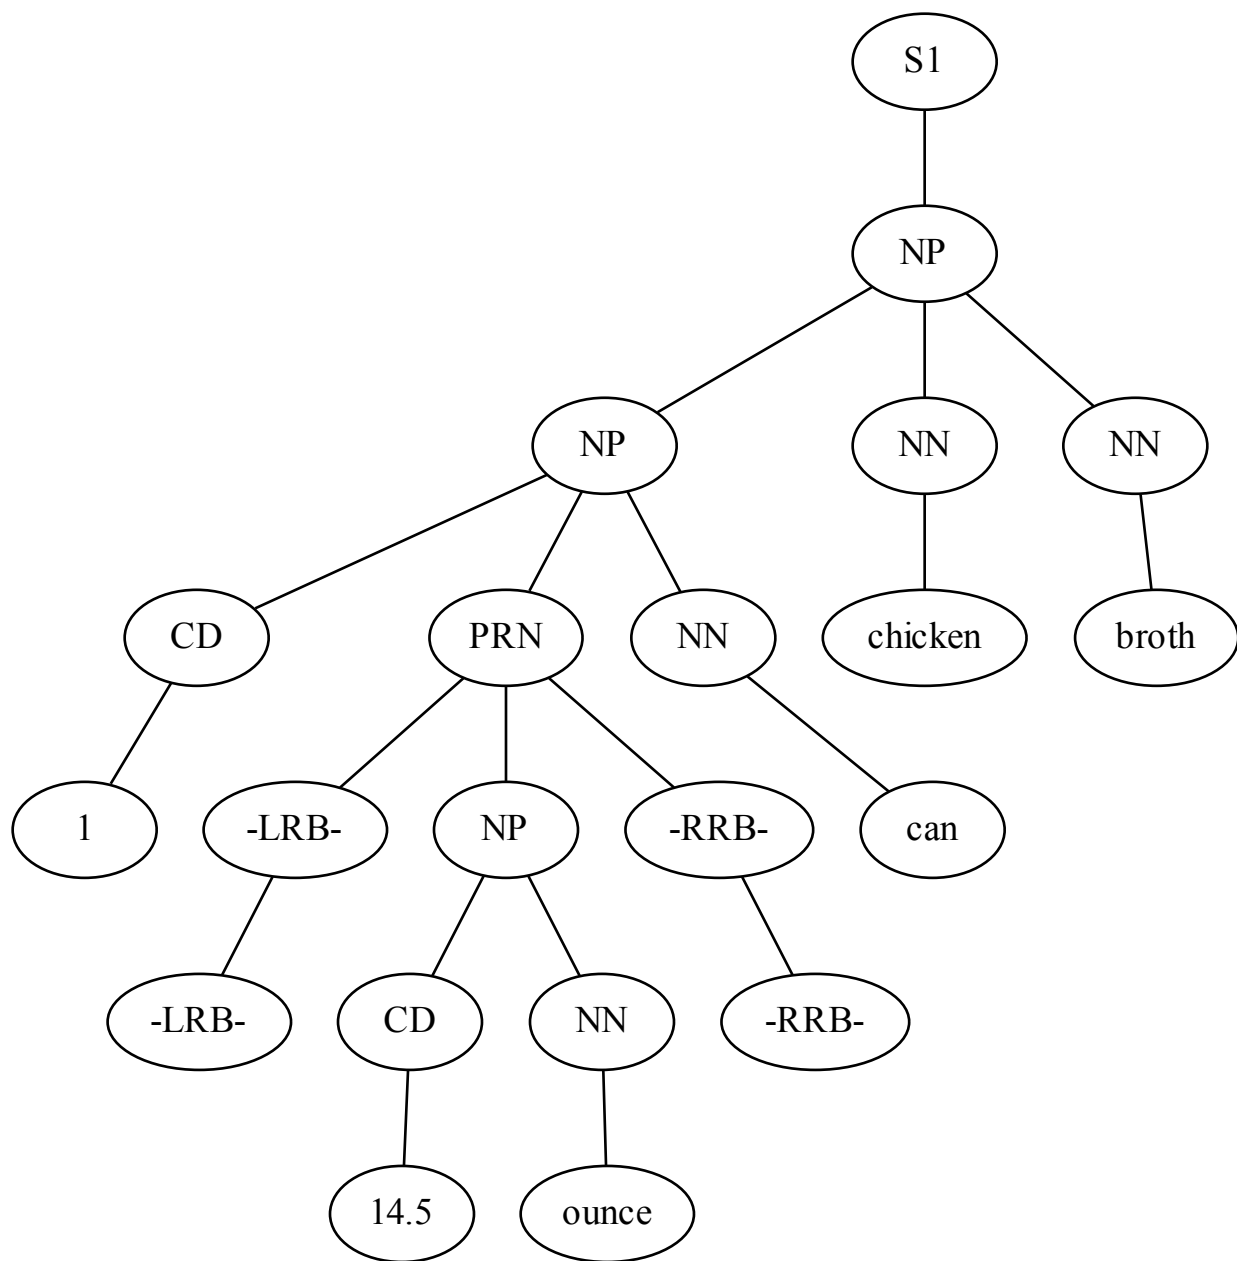 S1
NP
NP NN NN
CD PRN NN chicken broth
1 -LRB- NP -RRB- can
-LRB- CD NN -RRB-
14.5 ounce